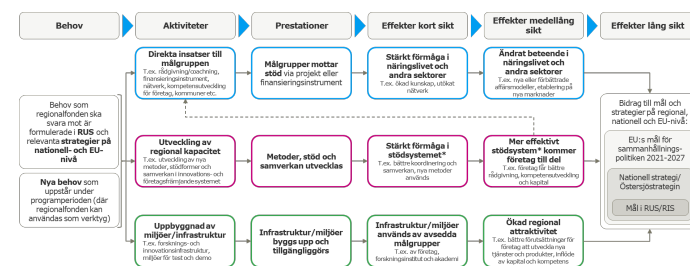 Behov
Aktiviteter
Prestationer
Effekter kort sikt
Effekter medellång
sikt
Effekter lång sikt
Behov som
regionalfonden ska
svara mot är
formulerade i RUS och
relevanta strategier på
nationell- och EU-
nivå
Nya behov som
uppstår under
programperioden (där
regionalfonden kan
användas som verktyg)
Direkta insatser till
målgruppen
T.ex. rådgivning/coachning,
finansieringsinstrument,
nätverk, kompetensutveckling
för företag, kommuner etc.
Målgrupper mottar
stöd via projekt eller
finansieringsinstrument
Stärkt förmåga i
näringslivet och
andra sektorer
T.ex. ökad kunskap, utökat
nätverk
Ändrat beteende i
näringslivet och
andra sektorer
T.ex. nya eller förbättrade
affärsmodeller, etablering på
nya marknader
Utveckling av
regional kapacitet
T.ex. utveckling av nya
metoder, stödformer och
samverkan i innovations- och
företagsfrämjande systemet
Metoder, stöd och
samverkan utvecklas
Stärkt förmåga i
stödsystemet*
T.ex. bättre koordinering och
samverkan, nya metoder
används
Mer effektivt
stödsystem* kommer
företag till del
T.ex. företag får bättre
rådgivning, kompetensutveckling
och kapital
Uppbyggnad av
miljöer/infrastruktur
T.ex. forsknings- och
innovationsinfrastruktur,
miljöer för test och demo
Infrastruktur/miljöer
byggs upp och
tillgängliggörs
Infrastruktur/miljöer
används av avsedda
målgrupper
T.ex. av företag,
forskningsinstitut och akademi
Ökad regional
attraktivitet
T.ex. bättre förutsättningar för
företag att utveckla nya
tjänster och produkter, inflöde
av kapital och kompetens
Bidrag till mål och
strategier på regional,
nationell och EU-nivå:
EU:s mål för
sammanhållnings-
politiken 2021-2027
Nationell strategi/
Östersjöstrategin
Mål i RUS/RIS